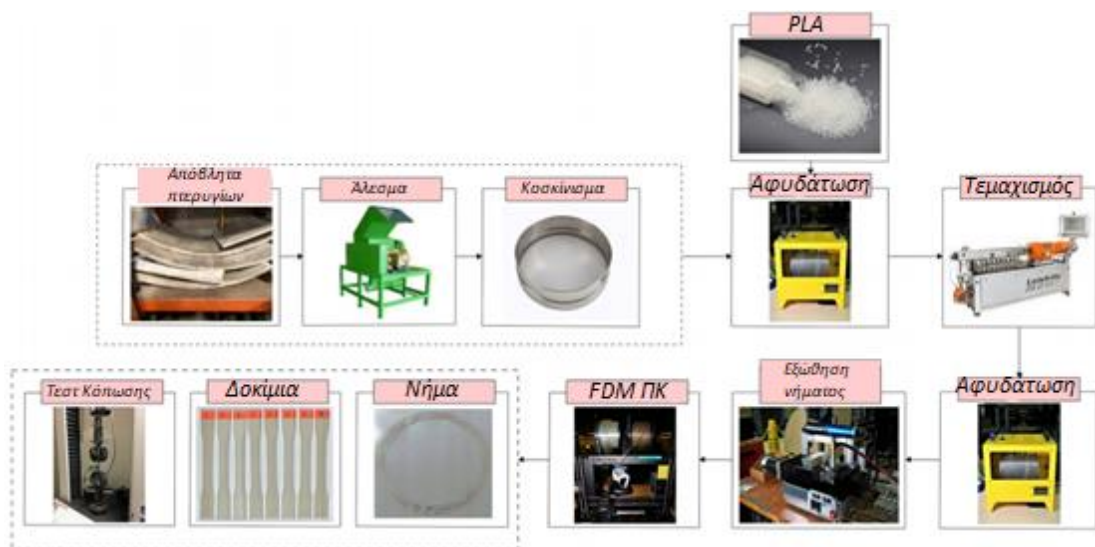 PLA
Απόβλητα
πτερυγίων
Άλεσμα
Κοσκίνισμα
Αφυδάτωση
Τεμαχισμός
Τεστ Κόπωσης
Δοκίμια
Νήμα
FDM ΠΚ
Εξώθηση
νήματος
Αφυδάτωση